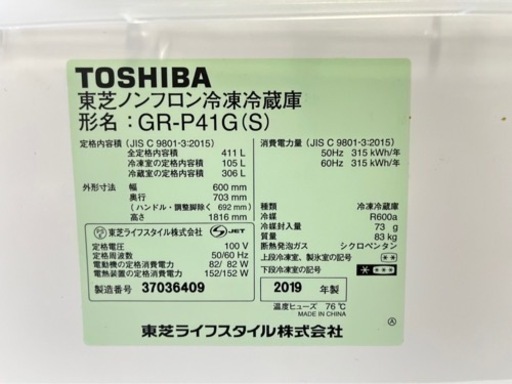 TOSHIBA
東芝ノンフロン冷凍冷蔵庫
形名：GR-P41G(S)
定格内容積（JIS C 9801-3:2015）
全定格内容積 411 L
冷凍室の定格内容積 105 L
冷蔵室の定格内容積 306 L
外形寸法 幅 600 mm
奥行 703 mm
（ハンドル・調整脚除く 692 mm）
高さ 1816 mm
東芝ライフスタイル株式会社 JET
定格電圧 100 V
定格周波数 50/60 Hz
電動機の定格消費電力 82/ 82 W
電熱装置の定格消費電力 152/152 W
製造番号 37036409
消費電力量（JIS C 9801-3:2015）
50Hz 315 kWh/年
60Hz 315 kWh/年
種類 冷凍冷蔵庫
冷媒 R600a
冷媒封入量 73 g
質量 83 kg
断熱発泡ガス シクロペンタン
上段冷凍室、製氷室の記号
下段冷凍室の記号
2019 年製
温度ヒューズ 76℃
MADE IN CHINA
東芝ライフスタイル株式会社
Ⓐ